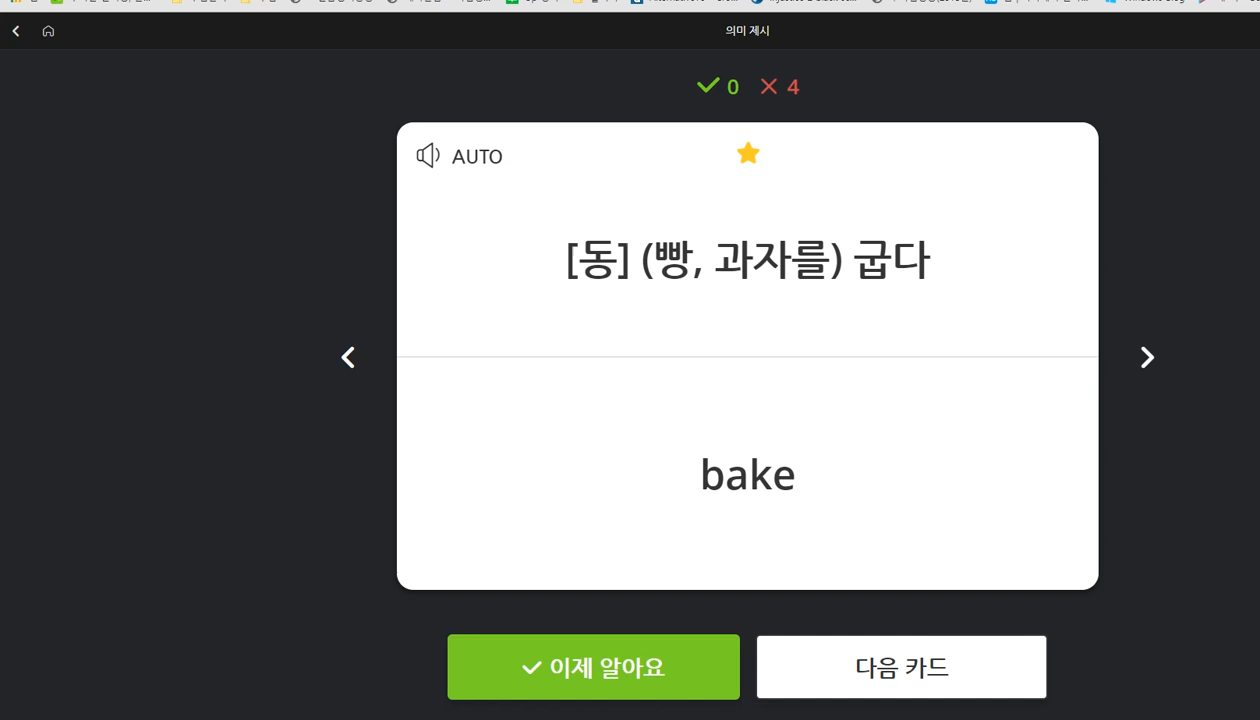 의미 제시
0 4
AUTO
[동] (빵, 과자를) 굽다
bake
이제 알아요
다음 카드